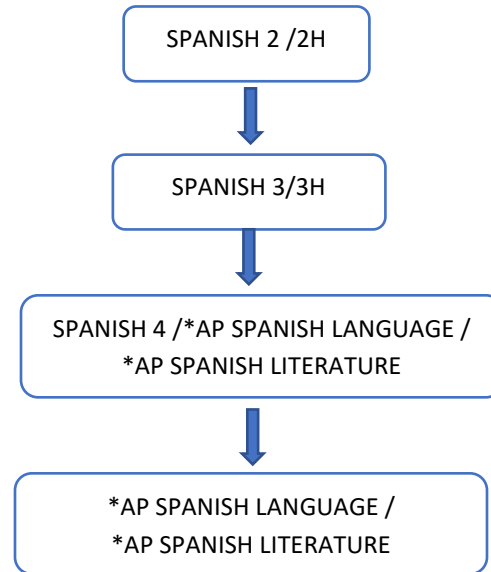 SPANISH 2 /2H
SPANISH 3/3H
SPANISH 4 /*AP SPANISH LANGUAGE /
*AP SPANISH LITERATURE
*AP SPANISH LANGUAGE /
*AP SPANISH LITERATURE